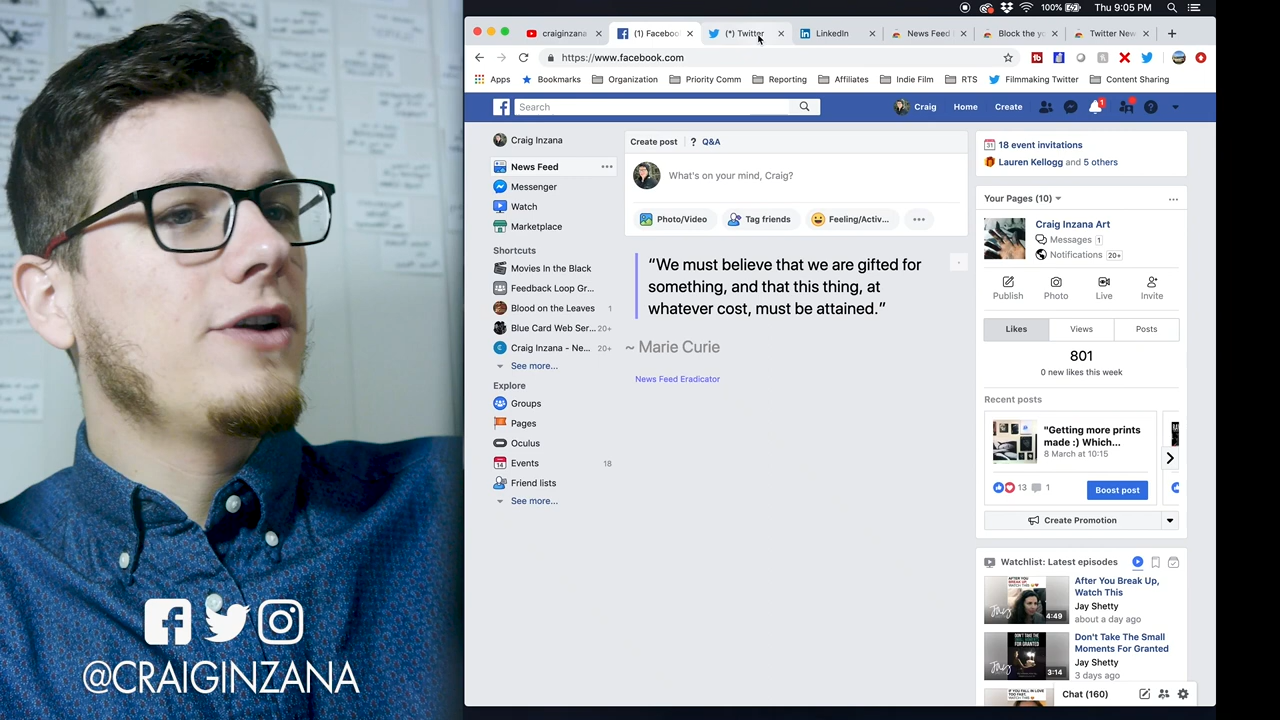 100%
Thu 9:05 PM
craiginzana
(1) Faceboo
(*) Twitter
LinkedIn
News Feed
Block the y
Twitter New
https://www.facebook.com
Apps
Bookmarks
Organization
Priority Comm
Reporting
Affiliates
Indie Film
RTS
Filmmaking Twitter
Content Sharing
Search
Craig
Home
Create
1
Craig Inzana
News Feed
Messenger
Watch
Marketplace
Shortcuts
Movies In the Black
Feedback Loop Gr...
Blood on the Leaves 1
Blue Card Web Ser... 20+
Craig Inzana - Ne... 20+
See more...
Explore
Groups
Pages
Oculus
Events 18
Friend lists
See more...
Create post
? Q&A
What's on your mind, Craig?
Photo/Video
Tag friends
Feeling/Activ...
“We must believe that we are gifted for
something, and that this thing, at
whatever cost, must be attained.”
~ Marie Curie
News Feed Eradicator
31 18 event invitations
Lauren Kellogg and 5 others
Your Pages (10)
Craig Inzana Art
Messages 1
Notifications 20+
Publish
Photo
Live
Invite
Likes
Views
Posts
801
0 new likes this week
Recent posts
"Getting more prints
made :) Which...
8 March at 10:15
13
1
Boost post
Create Promotion
Watchlist: Latest episodes
After You Break Up,
Watch This
Jay Shetty
about a day ago
4:49
Don't Take The Small
Moments For Granted
Jay Shetty
3 days ago
3:14
Chat (160)
@CRAIGINZANA